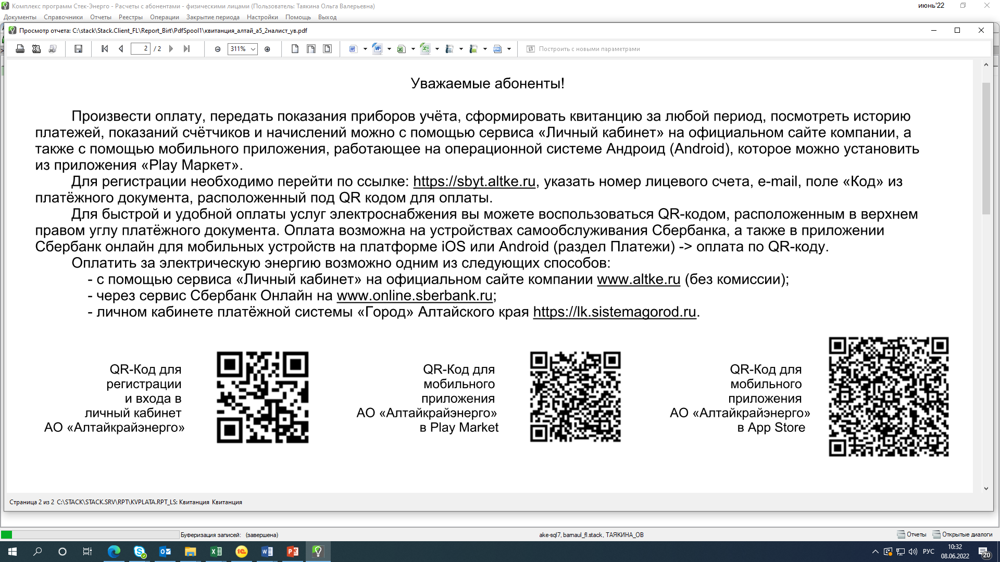 Комплекс программ Стек-Энерго - Расчеты с абонентами - физическими лицами (Пользователь: Таякина Ольга Валерьевна)
июнь'22
Документы Справочники Отчеты Реестры Операции Закрытие периода Настройки Помощь Выход
Просмотр отчета: C:\stack\Stack.Client_FL\Report_Birt\PdfSpool1\квитанция_алтай_а5_2налист_ув.pdf
2 / 2 311% Построить с новыми параметрами
Уважаемые абоненты!
Произвести оплату, передать показания приборов учёта, сформировать квитанцию за любой период, посмотреть историю
платежей, показаний счётчиков и начислений можно с помощью сервиса «Личный кабинет» на официальном сайте компании, а
также с помощью мобильного приложения, работающее на операционной системе Андроид (Android), которое можно установить
из приложения «Play Маркет».
Для регистрации необходимо перейти по ссылке: https://sbyt.altke.ru, указать номер лицевого счета, e-mail, поле «Код» из
платёжного документа, расположенный под QR кодом для оплаты.
Для быстрой и удобной оплаты услуг электроснабжения вы можете воспользоваться QR-кодом, расположенным в верхнем
правом углу платёжного документа. Оплата возможна на устройствах самообслуживания Сбербанка, а также в приложении
Сбербанк онлайн для мобильных устройств на платформе iOS или Android (раздел Платежи) -> оплата по QR-коду.
Оплатить за электрическую энергию возможно одним из следующих способов:
- с помощью сервиса «Личный кабинет» на официальном сайте компании www.altke.ru (без комиссии);
- через сервис Сбербанк Онлайн на www.online.sberbank.ru;
- личном кабинете платёжной системы «Город» Алтайского края https://lk.sistemagorod.ru.
QR-Код для
регистрации
и входа в
личный кабинет
АО «Алтайкрайэнерго»
QR-Код для
мобильного
приложения
АО «Алтайкрайэнерго»
в Play Market
QR-Код для
мобильного
приложения
АО «Алтайкрайэнерго»
в App Store
Страница 2 из 2 C:\STACK\STACK.SRV\RPT\KVPLATA.RPT_LS: Квитанция Квитанция
Буферизация записей: (завершена)
ake-sql7, barnaul_fl.stack, ТАЯКИНА_ОВ
Отчеты Открытые диалоги
РУС
10:32
08.06.2022
20